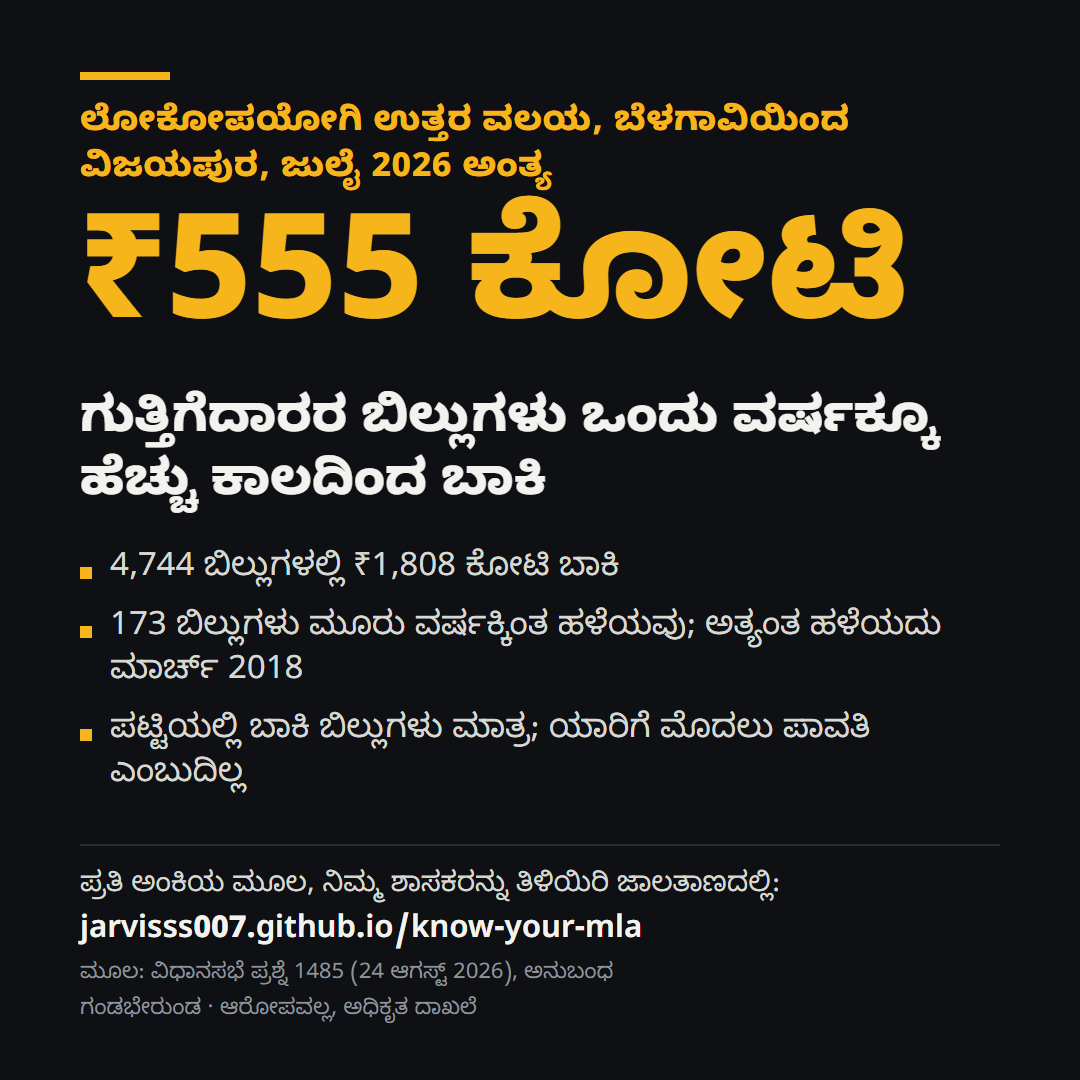 ಲೋಕೋಪಯೋಗಿ ಉತ್ತರ ವಲಯ, ಬೆಳಗಾವಿಯಿಂದ
ವಿಜಯಪುರ, ಜುಲೈ 2026 ಅಂತ್ಯ
₹555 ಕೋಟಿ
ಗುತ್ತಿಗೆದಾರರ ಬಿಲ್ಲುಗಳು ಒಂದು ವರ್ಷಕ್ಕೂ
ಹೆಚ್ಚು ಕಾಲದಿಂದ ಬಾಕಿ
4,744 ಬಿಲ್ಲುಗಳಲ್ಲಿ ₹1,808 ಕೋಟಿ ಬಾಕಿ
173 ಬಿಲ್ಲುಗಳು ಮೂರು ವರ್ಷಕ್ಕಿಂತ ಹಳೆಯವು; ಅತ್ಯಂತ ಹಳೆಯದು
ಮಾರ್ಚ್ 2018
ಪಟ್ಟಿಯಲ್ಲಿ ಬಾಕಿ ಬಿಲ್ಲುಗಳು ಮಾತ್ರ; ಯಾರಿಗೆ ಮೊದಲು ಪಾವತಿ
ಎಂಬುದಿಲ್ಲ
ಪ್ರತಿ ಅಂಕಿಯ ಮೂಲ, ನಿಮ್ಮ ಶಾಸಕರನ್ನು ತಿಳಿಯಿರಿ ಜಾಲತಾಣದಲ್ಲಿ:
jarvisss007.github.io/know-your-mla
ಮೂಲ: ವಿಧಾನಸಭೆ ಪ್ರಶ್ನೆ 1485 (24 ಆಗಸ್ಟ್ 2026), ಅನುಬಂಧ
ಗಂಡಭೇರುಂಡ · ಆರೋಪವಲ್ಲ, ಅಧಿಕೃತ ದಾಖಲೆ